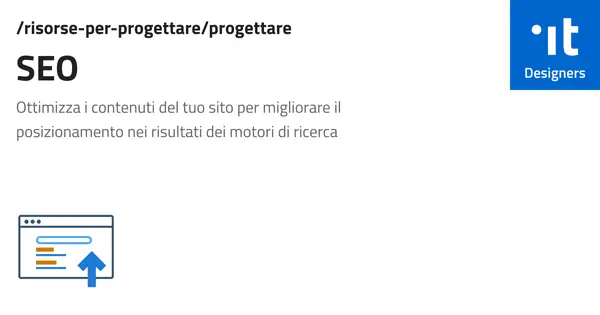 /risorse-per-progettare/progettare
SEO
Ottimizza i contenuti del tuo sito per migliorare il
posizionamento nei risultati dei motori di ricerca
it
Designers